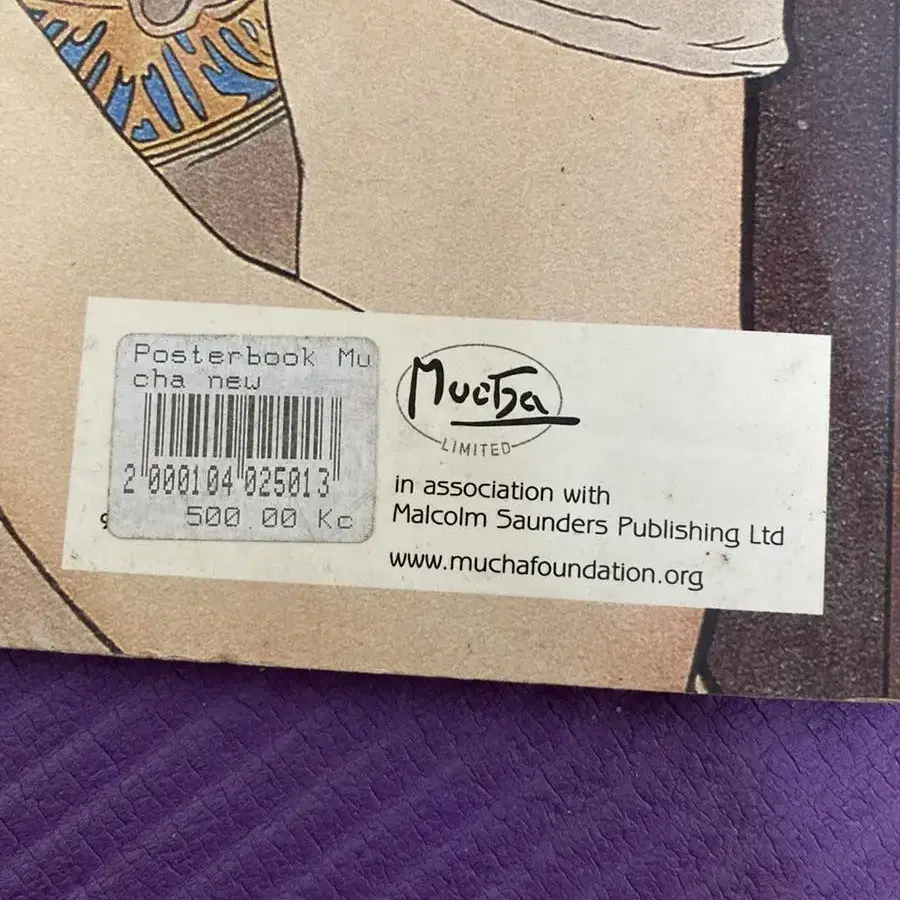 Posterbook Mu
cha new
2 000104 025013
500.00 Kc
9
Mucha
LIMITED
in association with
Malcolm Saunders Publishing Ltd
www.muchafoundation.org